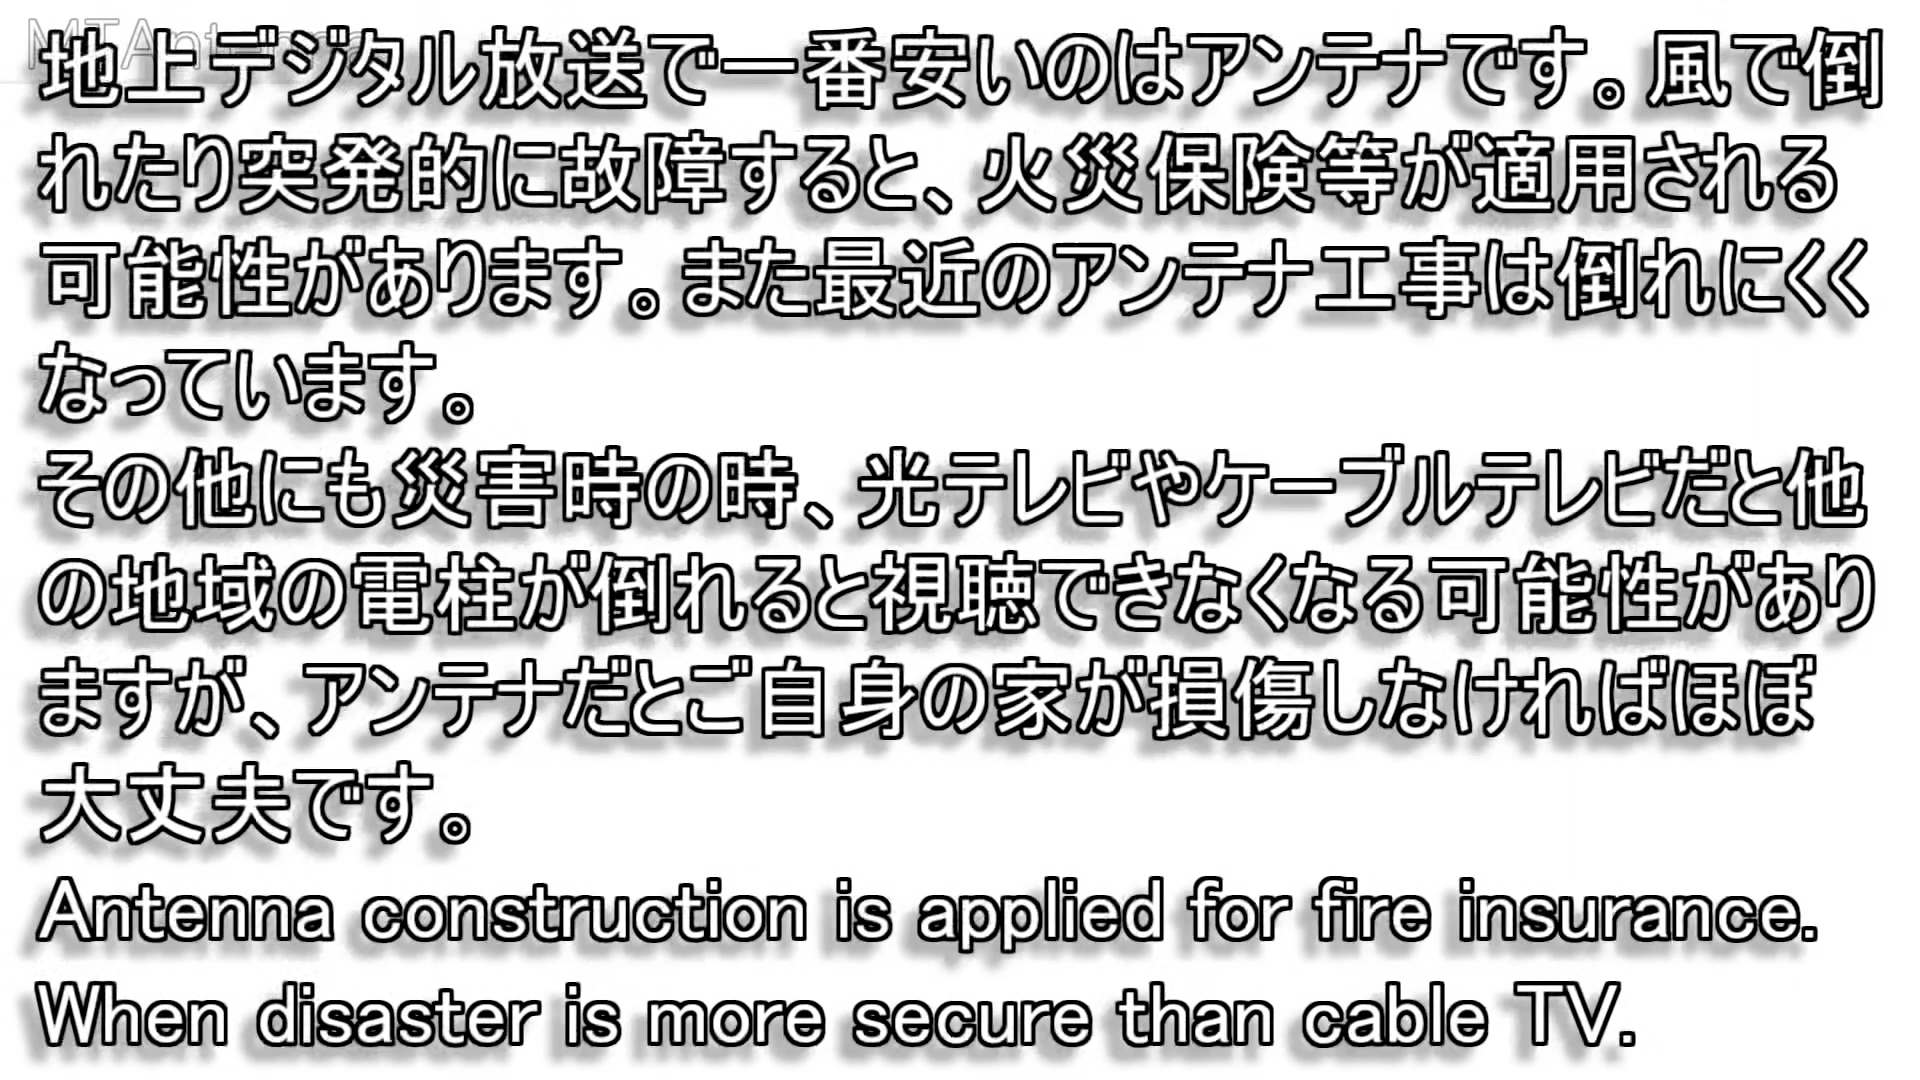 MTAntenna
地上デジタル放送で一番安いのはアンテナです。風で倒
れたり突発的に故障すると、火災保険等が適用される
可能性があります。また最近のアンテナ工事は倒れにくく
なっています。
その他にも災害時の時、光テレビやケーブルテレビだと他
の地域の電柱が倒れると視聴できなくなる可能性があり
ますが、アンテナだとご自身の家が損傷しなければほぼ
大丈夫です。
Antenna construction is applied for fire insurance.
When disaster is more secure than cable TV.